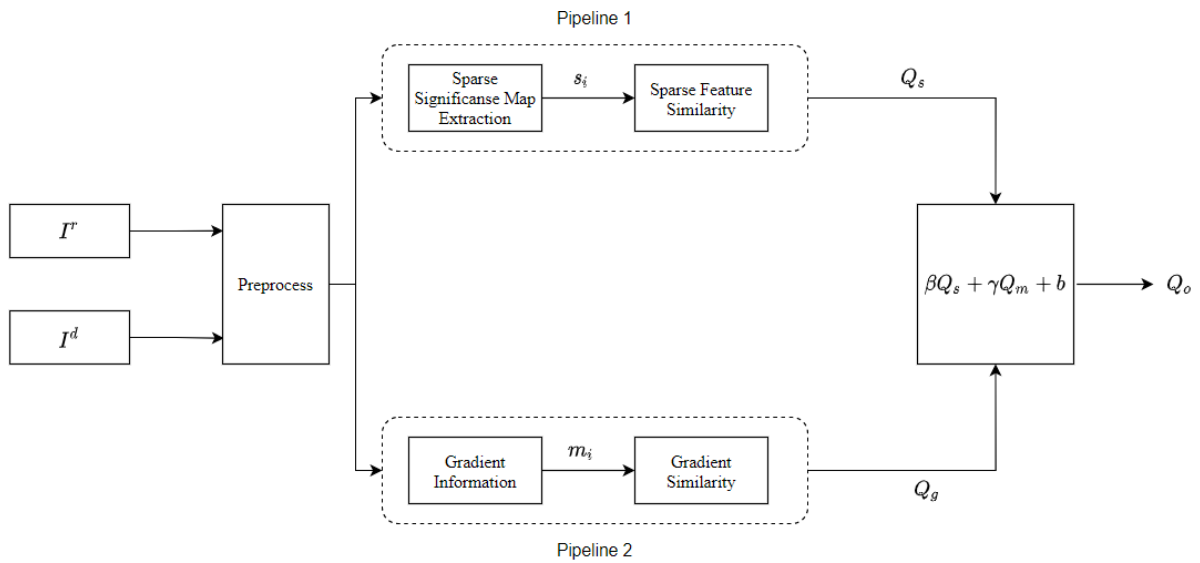 Pipeline 1
Sparse
Significanse Map
Extraction
s_i
Sparse Feature
Similarity
Q_s
I^r
I^d
Preprocess
βQ_s + γQ_m + b
Q_o
Gradient
Information
m_i
Gradient
Similarity
Q_g
Pipeline 2